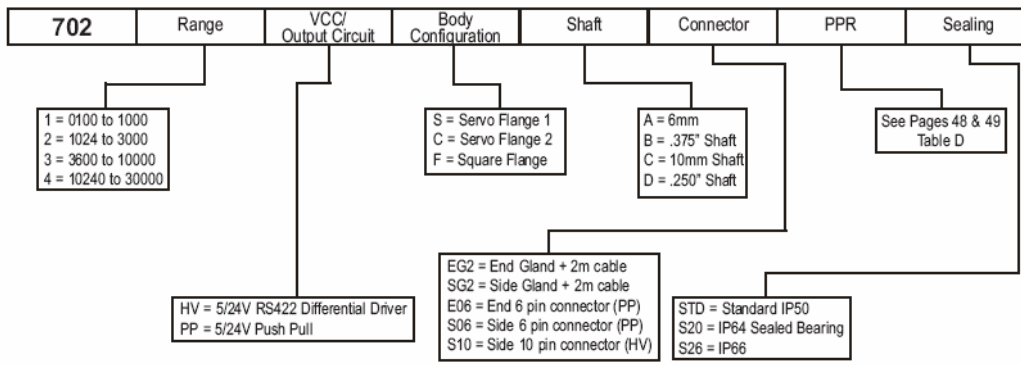 702
Range
VCC/
Output Circuit
Body
Configuration
Shaft
Connector
PPR
Sealing
1 = 0100 to 1000
2 = 1024 to 3000
3 = 3600 to 10000
4 = 10240 to 30000
S = Servo Flange 1
C = Servo Flange 2
F = Square Flange
A = 6mm
B = .375" Shaft
C = 10mm Shaft
D = .250" Shaft
See Pages 48 & 49
Table D
HV = 5/24V RS422 Differential Driver
PP = 5/24V Push Pull
EG2 = End Gland + 2m cable
SG2 = Side Gland + 2m cable
E06 = End 6 pin connector (PP)
S06 = Side 6 pin connector (PP)
S10 = Side 10 pin connector (HV)
STD = Standard IP50
S20 = IP64 Sealed Bearing
S26 = IP66